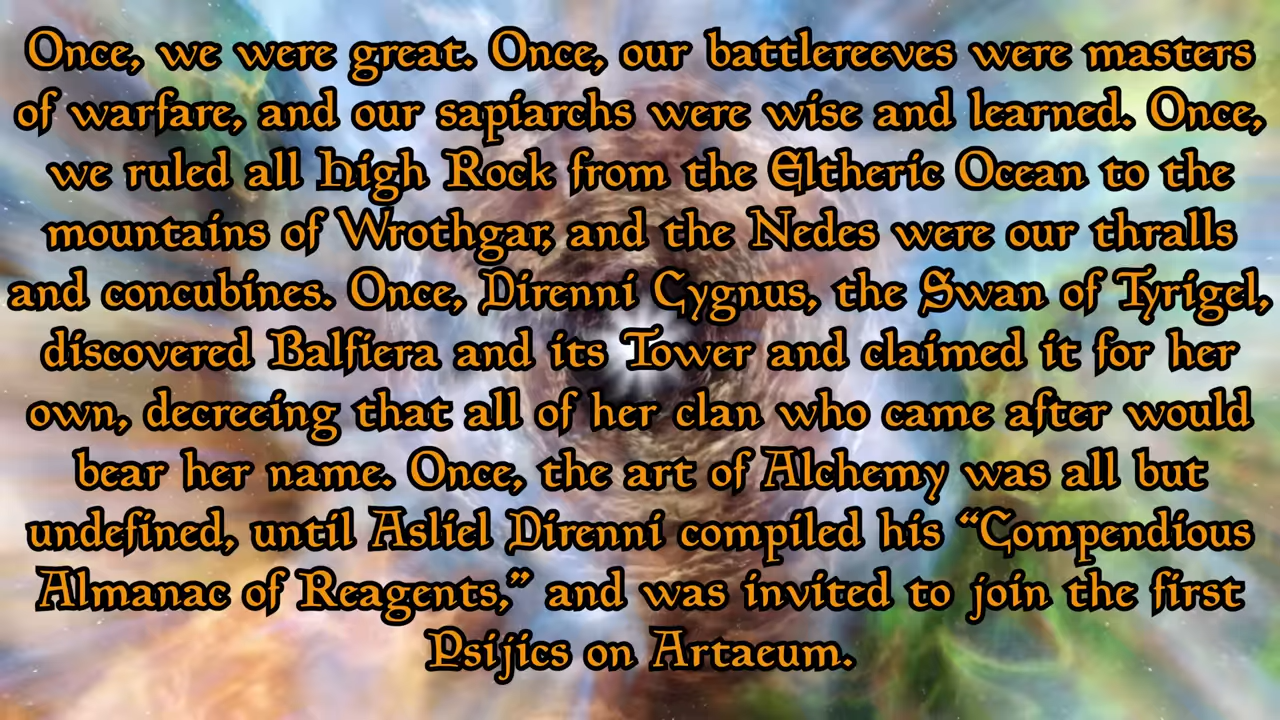 Once, we were great. Once, our battlereeves were masters
of warfare, and our sapiarchs were wise and learned. Once,
we ruled all High Rock from the Eltheric Ocean to the
mountains of Wrothgar, and the Nedes were our thralls
and concubines. Once, Direnni Cygnus, the Swan of Tyrigel,
discovered Balfiera and its Tower and claimed it for her
own, decreeing that all of her clan who came after would
bear her name. Once, the art of Alchemy was all but
undefined, until Asliel Direnni compiled his “Compendious
Almanac of Reagents,” and was invited to join the first
Psijics on Artaeum.